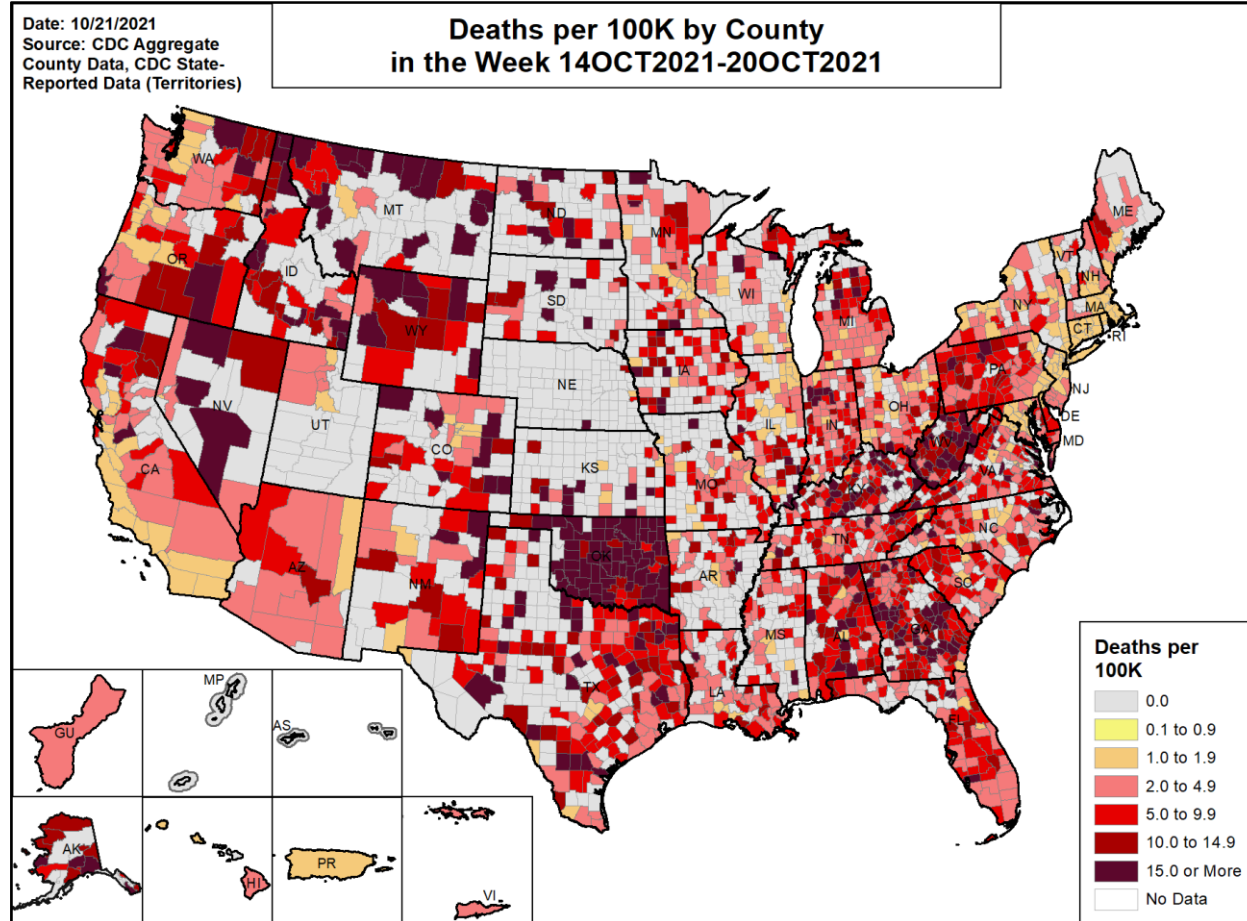 Date: 10/21/2021
Source: CDC Aggregate
County Data, CDC State-
Reported Data (Territories)
Deaths per 100K by County
in the Week 14OCT2021-20OCT2021
WA
MT
ND
MN
ME
OR
ID
SD
WI
MI
VT
NH
NY
MA
CT
RI
WY
IA
PA
NJ
NE
NV
UT
CO
IL
IN
OH
DE
MD
WV
VA
CA
KS
MO
KY
AZ
NM
OK
AR
TN
NC
SC
MS
AL
GA
TX
LA
FL
GU
MP
AS
AK
HI
PR
VI
Deaths per
100K
0.0
0.1 to 0.9
1.0 to 1.9
2.0 to 4.9
5.0 to 9.9
10.0 to 14.9
15.0 or More
No Data